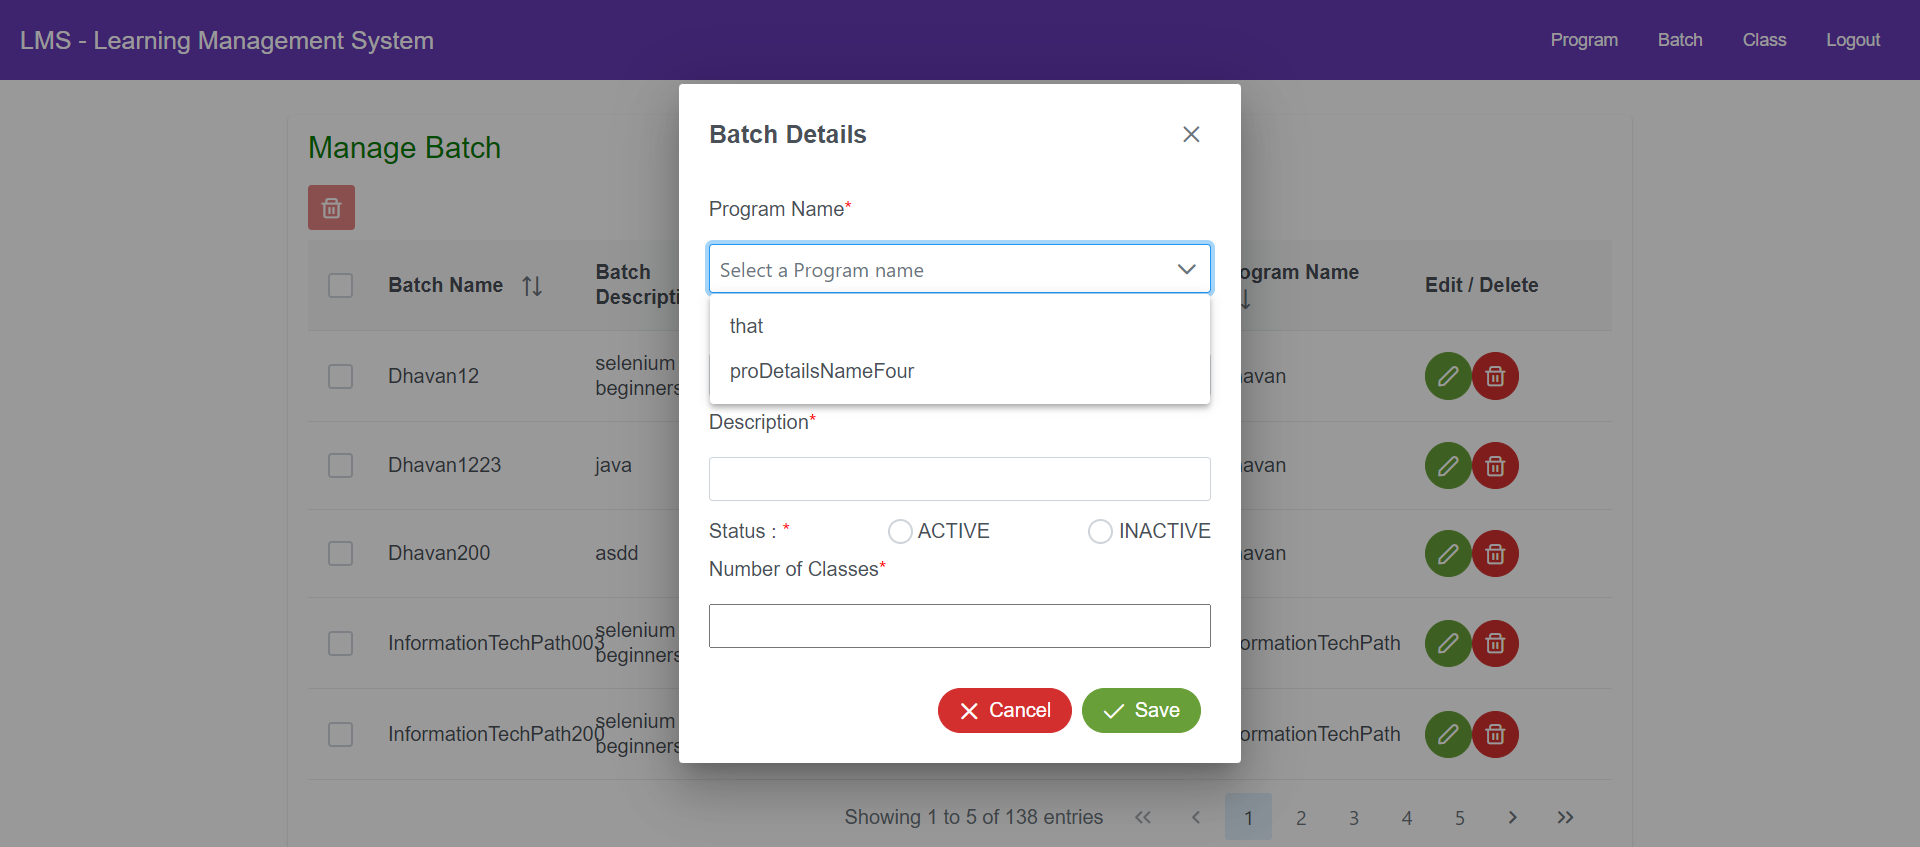 LMS - Learning Management System
Program
Batch
Class
Logout
Manage Batch
Batch Details
Program Name*
Select a Program name
that
proDetailsNameFour
Description*
Status : *
ACTIVE
INACTIVE
Number of Classes*
Cancel
Save
Batch Name
Batch
Descripti
ogram Name
Edit / Delete
Dhavan12
selenium
beginners
avan
Dhavan1223
java
avan
Dhavan200
asdd
avan
InformationTechPath003
selenium
beginners
ormationTechPath
InformationTechPath200
selenium
beginners
ormationTechPath
Showing 1 to 5 of 138 entries
1
2
3
4
5